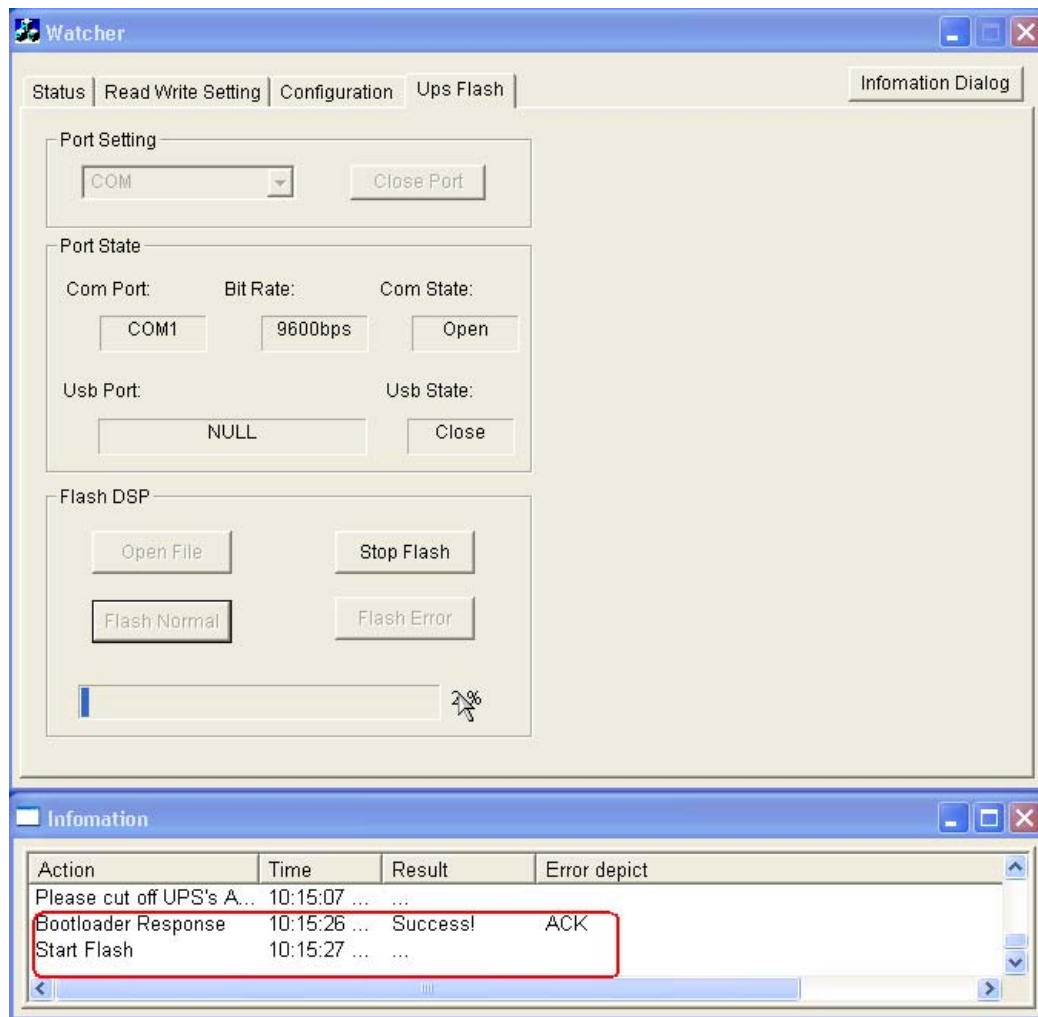 Watcher
Status Read Write Setting Configuration Ups Flash Infomation Dialog
Port Setting
COM Close Port
Port State
Com Port: Bit Rate: Com State:
COM1 9600bps Open
Usb Port: Usb State:
NULL Close
Flash DSP
Open File Stop Flash
Flash Normal Flash Error
Infomation
Action Time Result Error depict
Please cut off UPS's A... 10:15:07 ... ...
Bootloader Response 10:15:26 ... Success! ACK
Start Flash 10:15:27 ... ...